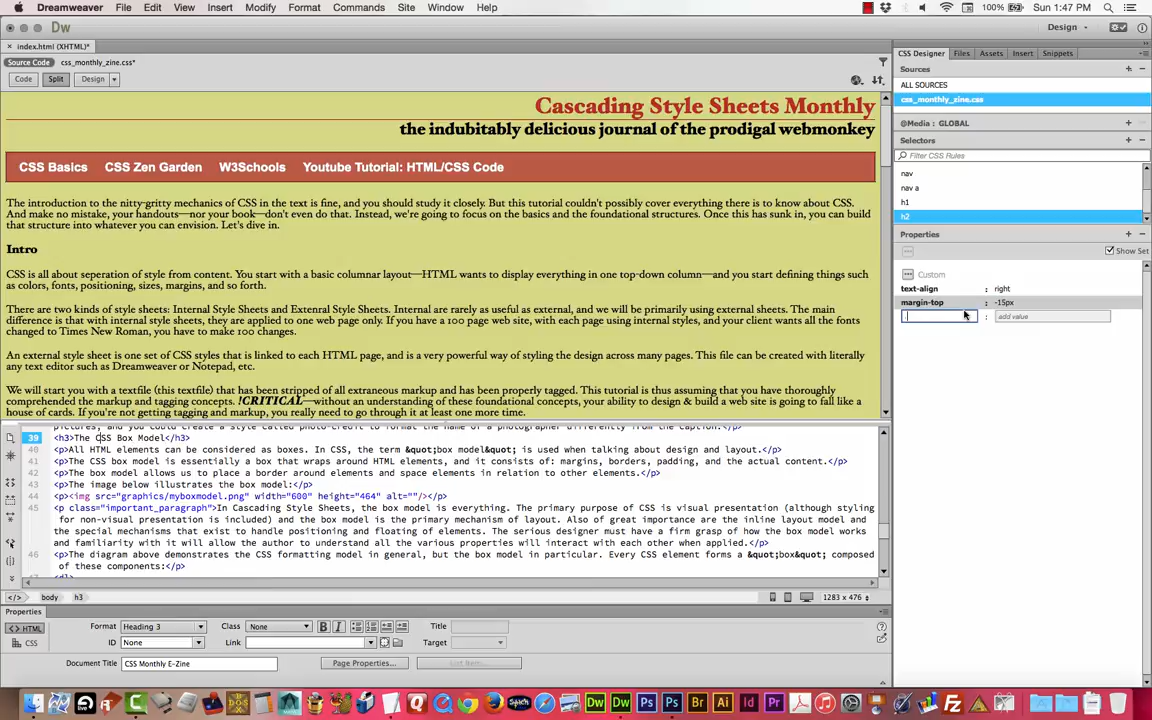 Dreamweaver File Edit View Insert Modify Format Commands Site Window Help 100% Sun 1:47 PM
Dw Design
× index.html (XHTML)*
Source Code css_monthly_zine.css*
Code Split Design
Cascading Style Sheets Monthly
the indubitably delicious journal of the prodigal webmonkey
CSS Basics CSS Zen Garden W3Schools Youtube Tutorial: HTML/CSS Code
The introduction to the nitty-gritty mechanics of CSS in the text is fine, and you should study it closely. But this tutorial couldn't possibly cover everything there is to know about CSS.
And make no mistake, your handouts—nor your book—don't even do that. Instead, we're going to focus on the basics and the foundational structures. Once this has sunk in, you can build
that structure into whatever you can envision. Let's dive in.
Intro
CSS is all about seperation of style from content. You start with a basic columnar layout—HTML wants to display everything in one top-down column—and you start defining things such
as colors, fonts, positioning, sizes, margins, and so forth.
There are two kinds of style sheets: Internal Style Sheets and Extenral Style Sheets. Internal are rarely as useful as external, and we will be primarily using external sheets. The main
difference is that with internal style sheets, they are applied to one web page only. If you have a 100 page web site, with each page using internal styles, and your client wants all the fonts
changed to Times New Roman, you have to make 100 changes.
An external style sheet is one set of CSS styles that is linked to each HTML page, and is a very powerful way of styling the design across many pages. This file can be created with literally
any text editor such as Dreamweaver or Notepad, etc.
We will start you with a textfile (this textfile) that has been stripped of all extraneous markup and has been properly tagged. This tutorial is thus assuming that you have thoroughly
comprehended the markup and tagging concepts. !CRITICAL—without an understanding of these foundational concepts, your ability to design & build a web site is going to fall like a
house of cards. If you're not getting tagging and markup, you really need to go through it at least one more time.
pictures, and you could create a style called photo-credit to format the name of a photographer differently from the caption.</p>
39 <h3>The CSS Box Model</h3>
40 <p>All HTML elements can be considered as boxes. In CSS, the term &quot;box model&quot; is used when talking about design and layout.</p>
41 <p>The CSS box model is essentially a box that wraps around HTML elements, and it consists of: margins, borders, padding, and the actual content.</p>
42 <p>The box model allows us to place a border around elements and space elements in relation to other elements.</p>
43 <p>The image below illustrates the box model:</p>
44 <p><img src="graphics/myboxmodel.png" width="600" height="464" alt=""/></p>
45 <p class="important_paragraph">In Cascading Style Sheets, the box model is everything. The primary purpose of CSS is visual presentation (although styling
for non-visual presentation is included) and the box model is the primary mechanism of layout. Also of great importance are the inline layout model and
the special mechanisms that exist to handle positioning and floating of elements. The serious designer must have a firm grasp of how the box model works
and familiarity with it will allow the author to understand all the various properties will interact with each other when applied.</p>
46 <p>The diagram above demonstrates the CSS formatting model in general, but the box model in particular. Every CSS element forms a &quot;box&quot; composed
of these components:</p>
<dl>
</> body h3 1283 x 476
Properties
<> HTML Format Heading 3 Class None B I Title
CSS ID None Link Target
Document Title CSS Monthly E-Zine Page Properties... List Item...
CSS Designer Files Assets Insert Snippets
Sources
ALL SOURCES
css_monthly_zine.css
@Media : GLOBAL
Selectors
Filter CSS Rules
nav
nav a
h1
h2
Properties
Show Set
Custom
text-align : right
margin-top : -15px
: add value
Dw Dw Ps Ps Br Ai Id Pr Fz